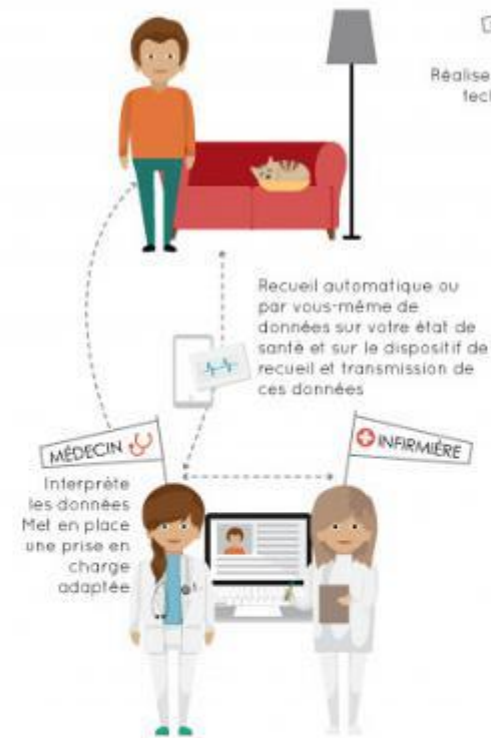 Réalise
tech
Recueil automatique ou
par vous-même de
données sur votre état de
santé et sur le dispositif de
recueil et transmission de
ces données
MÉDECIN
INFIRMIÈRE
Interprète
les données
Met en place
une prise en
charge
adaptée